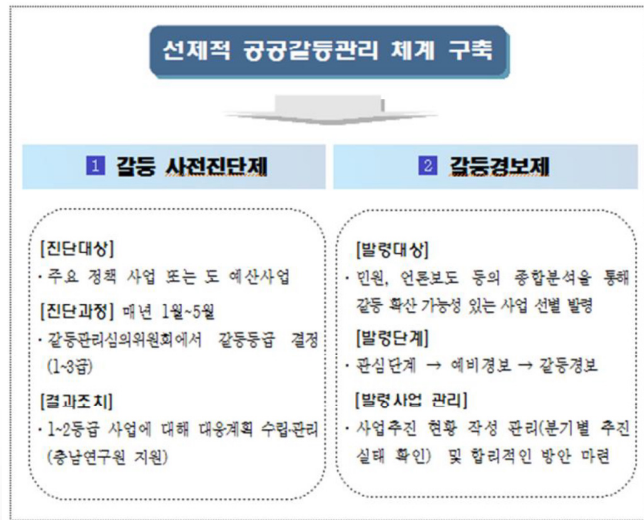 선제적 공공갈등관리 체계 구축
1 갈등 사전진단제
[진단대상]
· 주요 정책 사업 또는 도 예산사업
[진단과정] 매년 1월~5월
· 갈등관리심의위원회에서 갈등등급 결정
(1~3급)
[결과조치]
· 1~2등급 사업에 대해 대응계획 수립·관리
(충남연구원 지원)
2 갈등경보제
[발령대상]
· 민원, 언론보도 등의 종합분석을 통해
갈등 확산 가능성 있는 사업 선별 발령
[발령단계]
· 관심단계 → 예비경보 → 갈등경보
[발령사업 관리]
· 사업추진 현황 작성 관리(분기별 추진
실태 확인) 및 합리적인 방안 마련